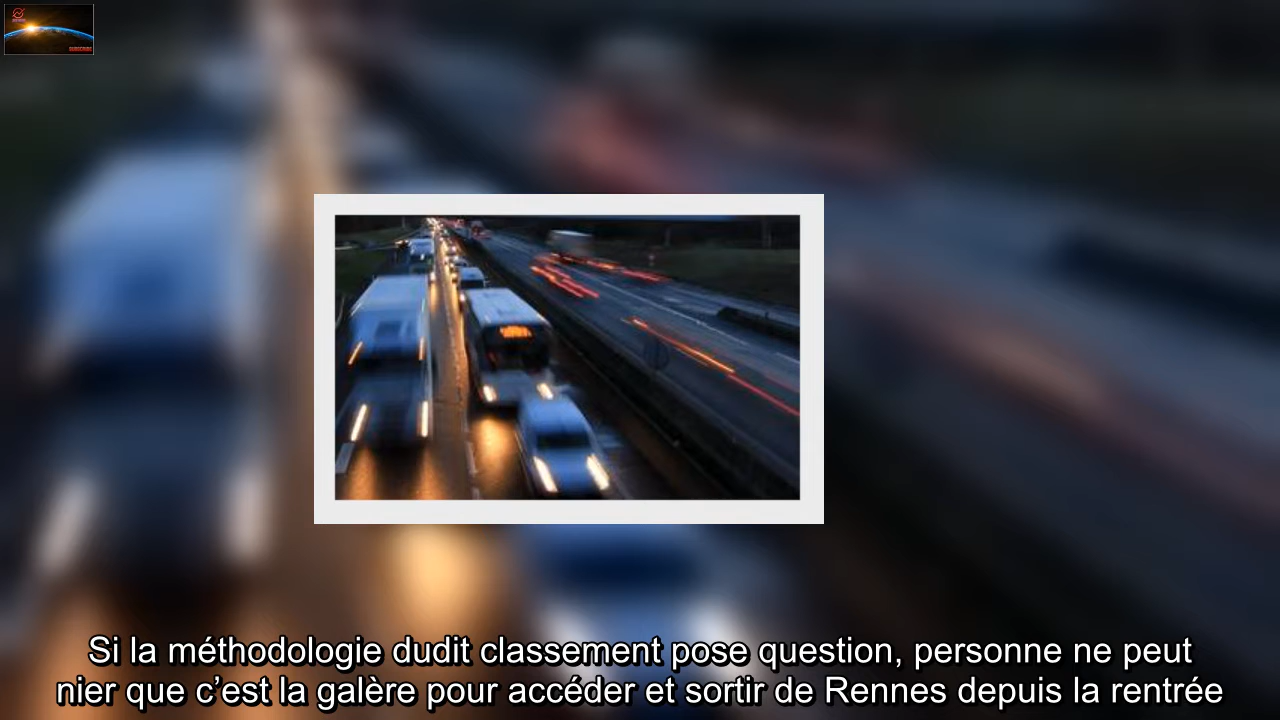 SUBSCRIBE
Si la méthodologie dudit classement pose question, personne ne peut
nier que c’est la galère pour accéder et sortir de Rennes depuis la rentrée